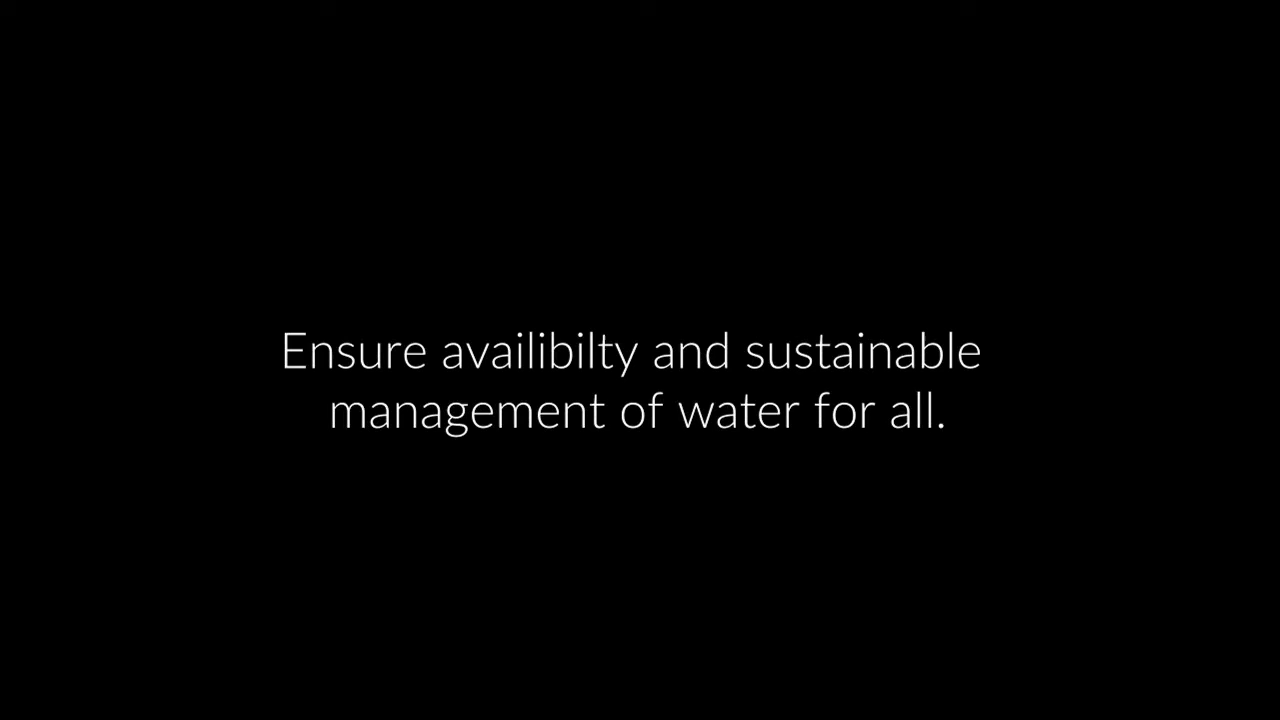 Ensure availibilty and sustainable
management of water for all.